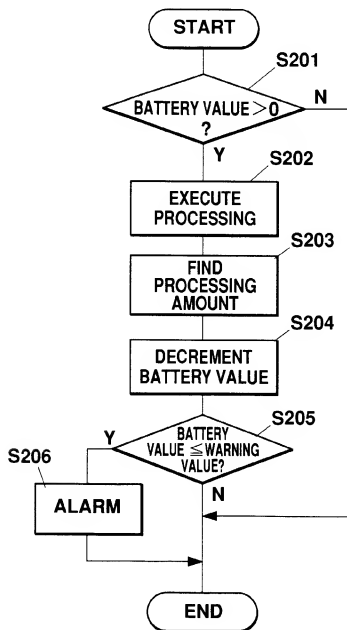 START
S201
BATTERY VALUE > 0
?
N
Y
S202
EXECUTE
PROCESSING
S203
FIND
PROCESSING
AMOUNT
S204
DECREMENT
BATTERY VALUE
S205
BATTERY
VALUE ≦ WARNING
VALUE?
Y
N
S206
ALARM
END